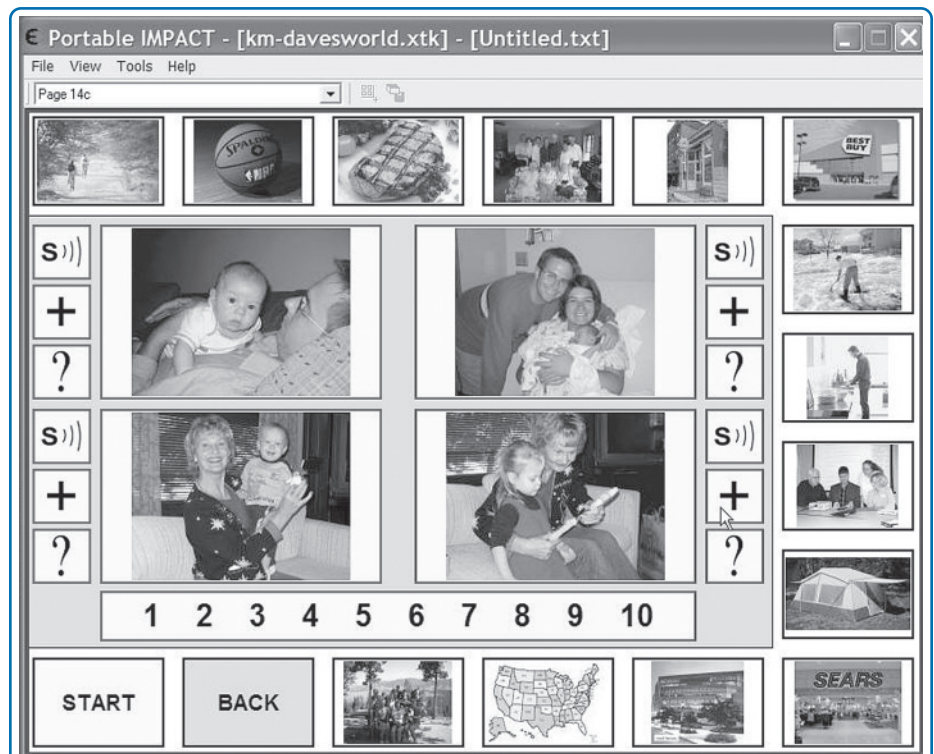 Portable IMPACT - [km-davesworld.xtk] - [Untitled.txt]
File View Tools Help
Page 14c
SPALDING
BEST
BUY
S
S
+
+
?
?
S
S
+
+
?
?
1 2 3 4 5 6 7 8 9 10
START
BACK
SEARS